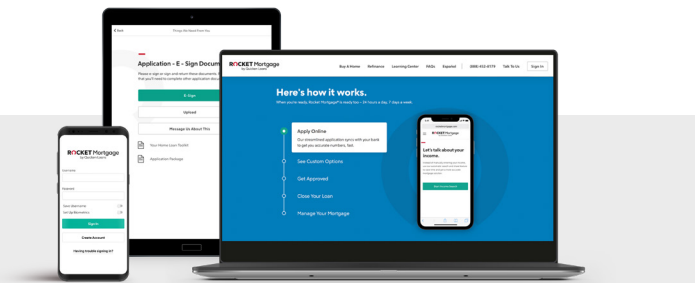 Back
Things We Need From You
Application - E - Sign Docum
Please e-sign or sign and return these documents.
that you'll need to complete other application docu
E-Sign
Upload
Message Us About This
Your Home Loan Toolkit
Application Package
ROCKET Mortgage
by Quicken Loans
Username
Password
Save Username
Set Up Biometrics
Sign In
Create Account
Having trouble signing in?
ROCKET Mortgage
by Quicken Loans
Buy A Home
Refinance
Learning Center
FAQs
Español
Talk To Us
Sign In
Here's how it works.
When you're ready, Rocket Mortgage® is ready too – 24 hours a day, 7 days a week.
Apply Online
Our streamlined application syncs with your bank
to get you accurate numbers, fast.
See Custom Options
Get Approved
Close Your Loan
Manage Your Mortgage
ROCKET Mortgage
Let's talk about your
income.